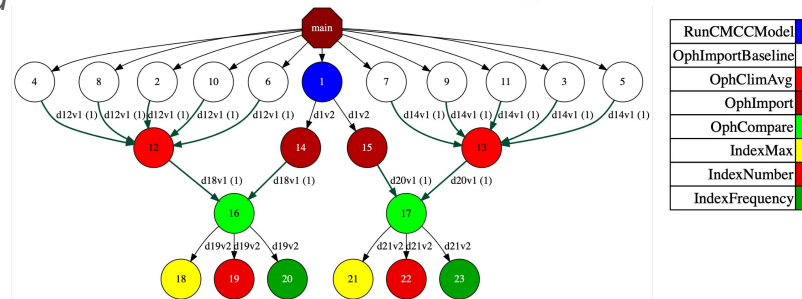 main
4 8 2 10 6 1 7 9 11 3 5
d12v1 (1) d12v1 (1) d12v1 (1) d12v1 (1) d12v1 (1) d1v2 d1v2 d14v1 (1) d14v1 (1) d14v1 (1) d14v1 (1) d14v1 (1)
12 14 15 13
d18v1 (1) d18v1 (1) d20v1 (1) d20v1 (1)
16 17
d19v2 d19v2 d19v2 d21v2 d21v2 d21v2
18 19 20 21 22 23
RunCMCCModel
OphImportBaseline
OphClimAvg
OphImport
OphCompare
IndexMax
IndexNumber
IndexFrequency